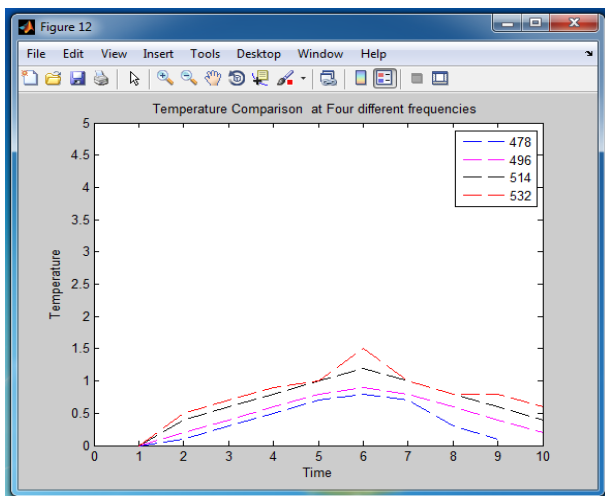 Figure 12
File Edit View Insert Tools Desktop Window Help
Temperature Comparison at Four different frequencies
5
4.5
4
3.5
3
2.5
2
1.5
1
0.5
0
Temperature
478
496
514
532
0 1 2 3 4 5 6 7 8 9 10
Time